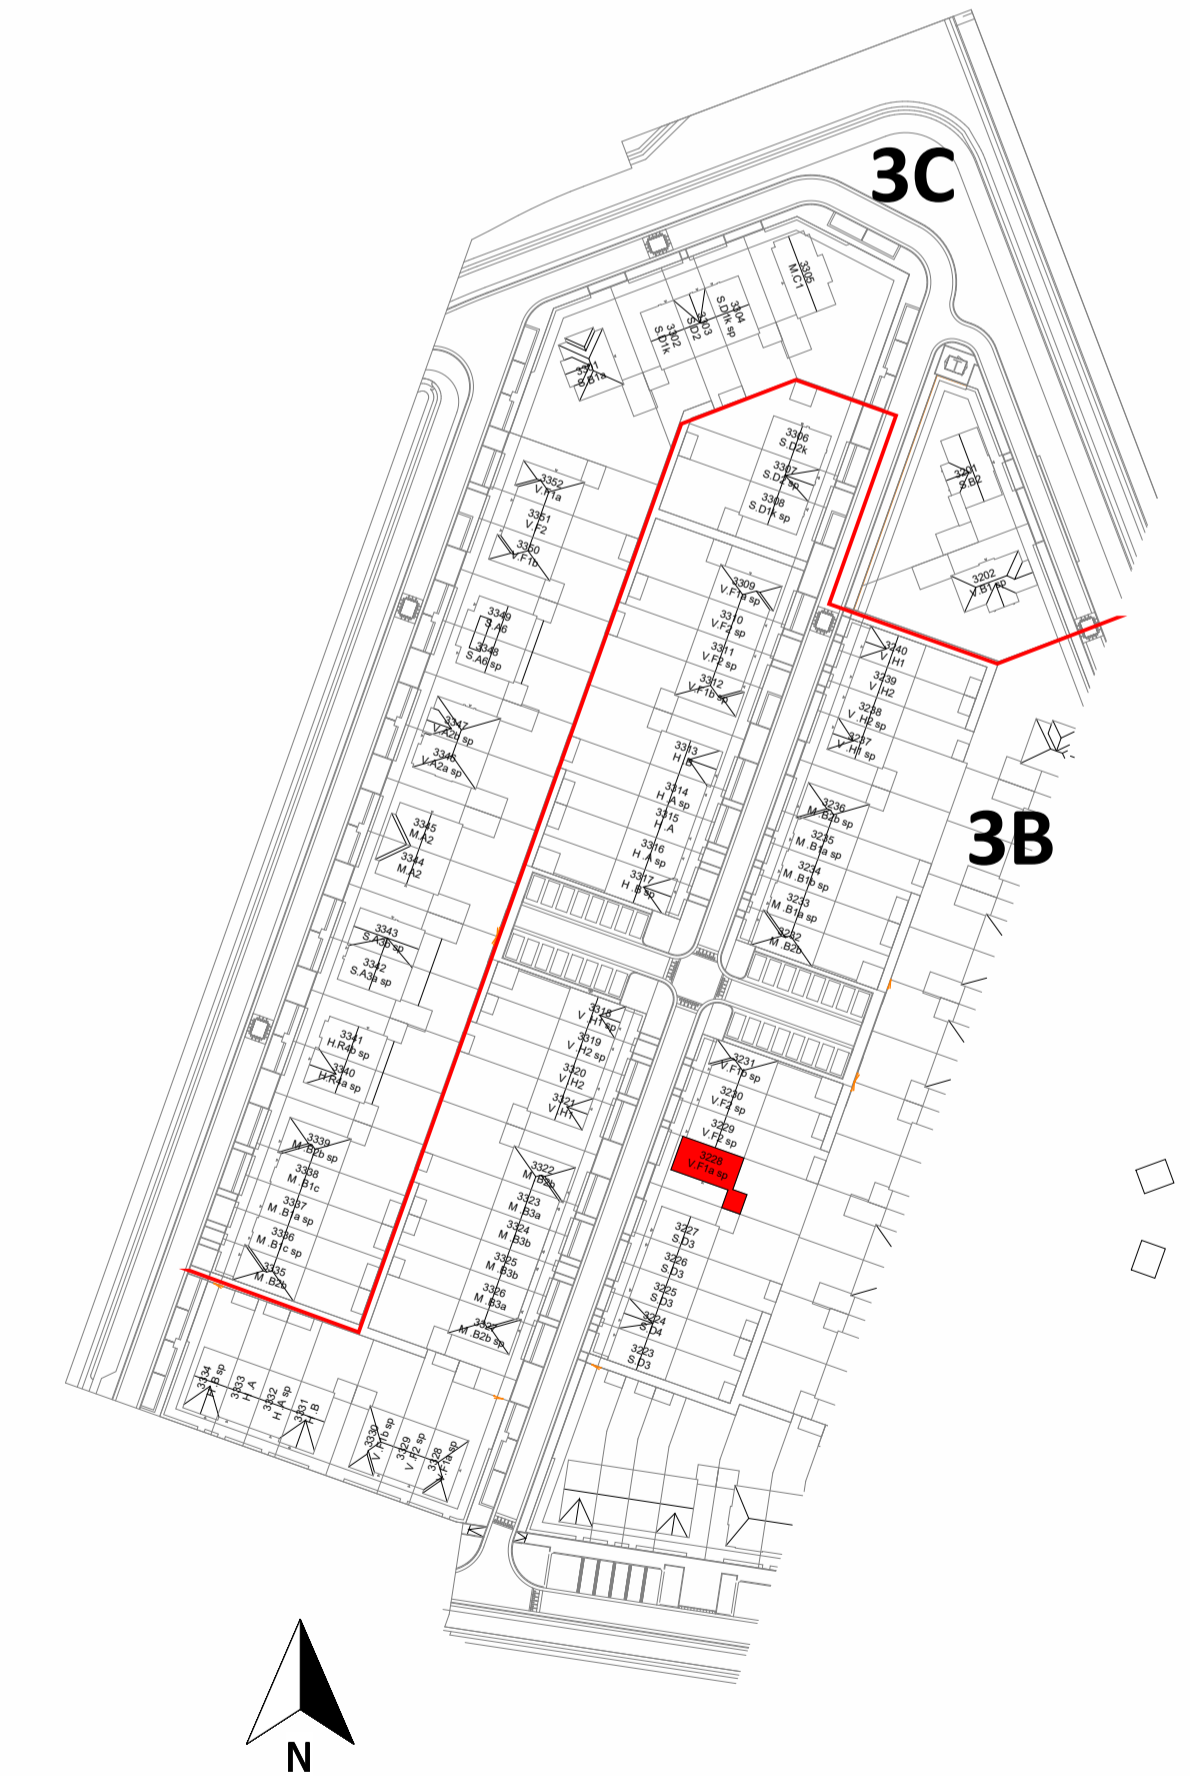 3C
3305
M.C1
3304
S.D1k sp
3303
S.D2
3302
S.D1k
3301
S.B1a
3306
S.D2k
3307
S.D2 sp
3308
S.D1k sp
3201
S.B2
3202
V.B1 sp
3352
V.F1a
3351
V.F2
3350
V.F1b
3349
S.A6
3348
S.A6 sp
3347
V.A2b sp
3346
V.A2a sp
3345
M.A2
3344
M.A2
3343
S.A3b sp
3342
S.A3a sp
3341
H.R4b sp
3340
H.R4a sp
3339
M.B2b sp
3338
M.B1c
3337
M.B1a sp
3336
M.B1c sp
3335
M.B2b
3309
V.F1a sp
3310
V.F2 sp
3311
V.F2 sp
3312
V.F1b sp
3313
H.B
3314
H.A sp
3315
H.A
3316
H.A sp
3317
H.B sp
3240
V.H1
3239
V.H2
3238
V.H2 sp
3237
V.H1 sp
3B
3236
M.B2b sp
3235
M.B1a sp
3234
M.B1b sp
3233
M.B1a sp
3232
M.B2b
3318
V.H1 sp
3319
V.H2 sp
3320
V.H2
3321
V.H1
3322
M.B2b
3323
M.B3a
3324
M.B3b
3325
M.B3b
3326
M.B3a
3327
M.B2b sp
3231
V.F1b sp
3230
V.F2 sp
3229
V.F2 sp
3228
V.F1a sp
3227
S.D3
3226
S.D3
3225
S.D3
3224
S.D4
3223
S.D3
3334
H.B sp
3333
H.A
3332
H.A sp
3331
H.B
3330
V.F1b sp
3329
V.F2 sp
3328
V.F1a sp
N